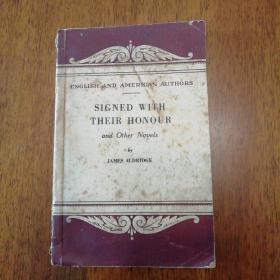 ENGLISH AND AMERICAN AUTHORS
SIGNED WITH
THEIR HONOUR
and Other Novels
by
JAMES ALDRIDGE